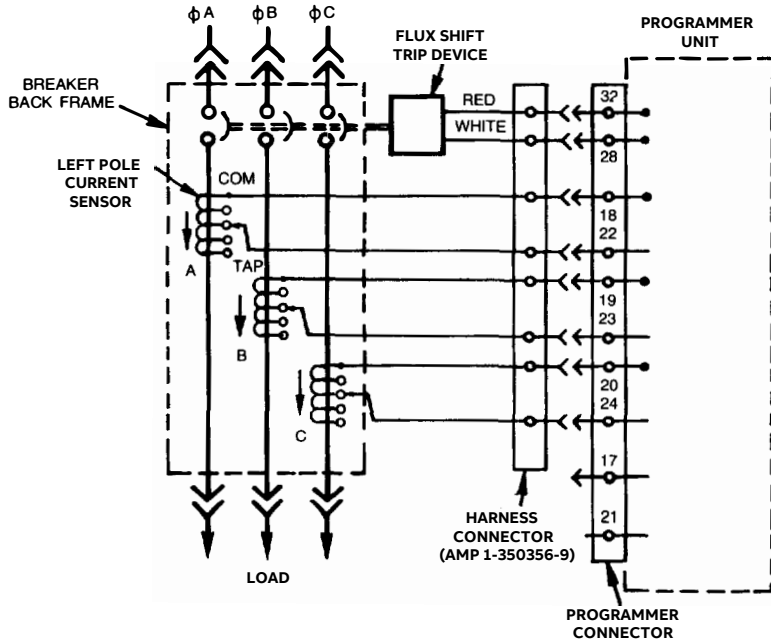 ϕA
ϕB
ϕC
FLUX SHIFT
TRIP DEVICE
PROGRAMMER
UNIT
BREAKER
BACK FRAME
RED
WHITE
32
28
LEFT POLE
CURRENT
SENSOR
COM
18
22
A
TAP
19
23
B
20
24
C
17
21
HARNESS
CONNECTOR
(AMP 1-350356-9)
LOAD
PROGRAMMER
CONNECTOR